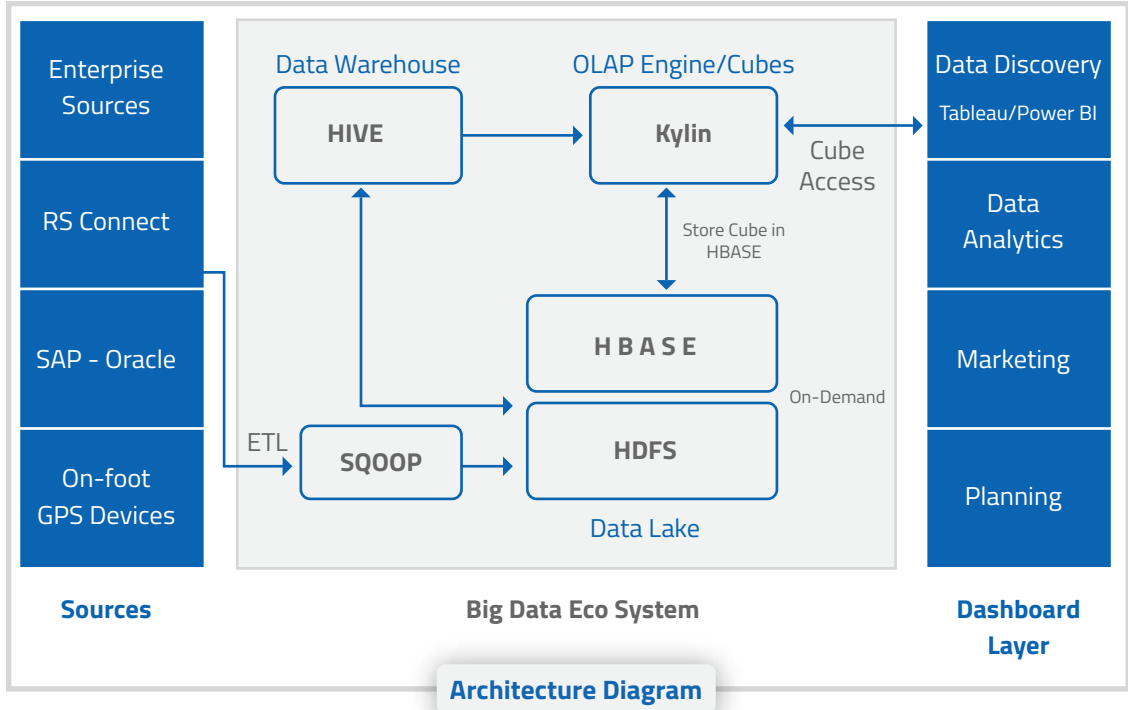 Enterprise
Sources
RS Connect
SAP - Oracle
On-foot
GPS Devices
Sources
Data Warehouse
HIVE
OLAP Engine/Cubes
Kylin
Cube
Access
Store Cube in
HBASE
H B A S E
On-Demand
HDFS
ETL
SQOOP
Data Lake
Big Data Eco System
Data Discovery
Tableau/Power BI
Data
Analytics
Marketing
Planning
Dashboard
Layer
Architecture Diagram